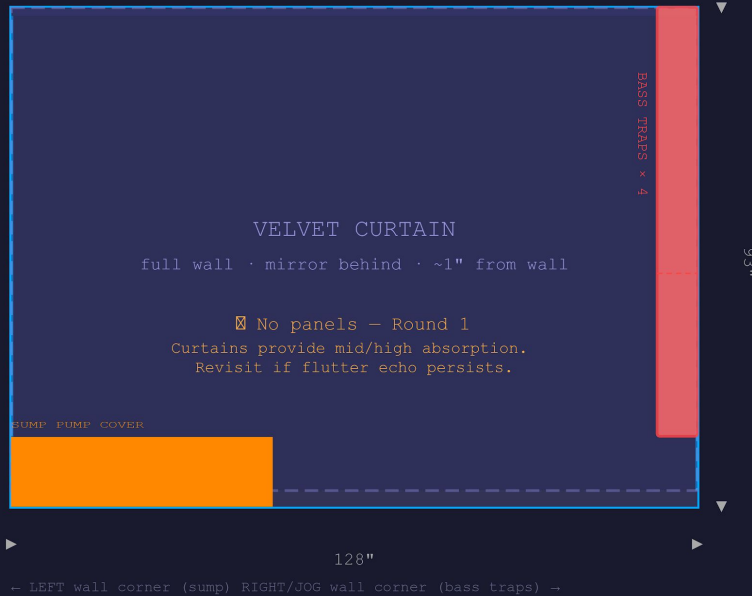 BASS TRAPS × 4
VELVET CURTAIN
full wall · mirror behind · ~1" from wall
93"
No panels — Round 1
Curtains provide mid/high absorption.
Revisit if flutter echo persists.
SUMP PUMP COVER
128"
← LEFT wall corner (sump) RIGHT/JOG wall corner (bass traps) →